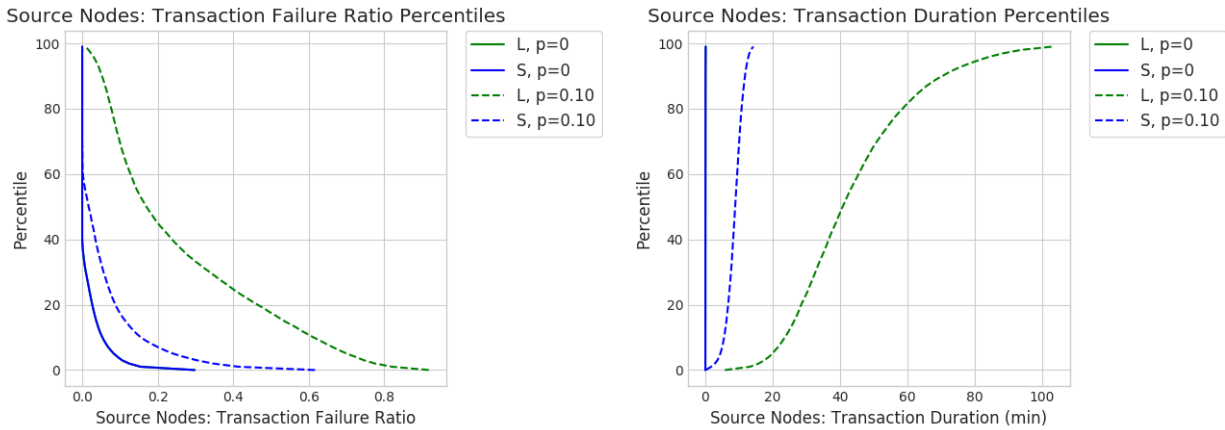 Source Nodes: Transaction Failure Ratio Percentiles
100
80
60
40
20
0
Percentile
0.0 0.2 0.4 0.6 0.8
Source Nodes: Transaction Failure Ratio
L, p=0
S, p=0
L, p=0.10
S, p=0.10
Source Nodes: Transaction Duration Percentiles
100
80
60
40
20
0
Percentile
0 20 40 60 80 100
Source Nodes: Transaction Duration (min)
L, p=0
S, p=0
L, p=0.10
S, p=0.10